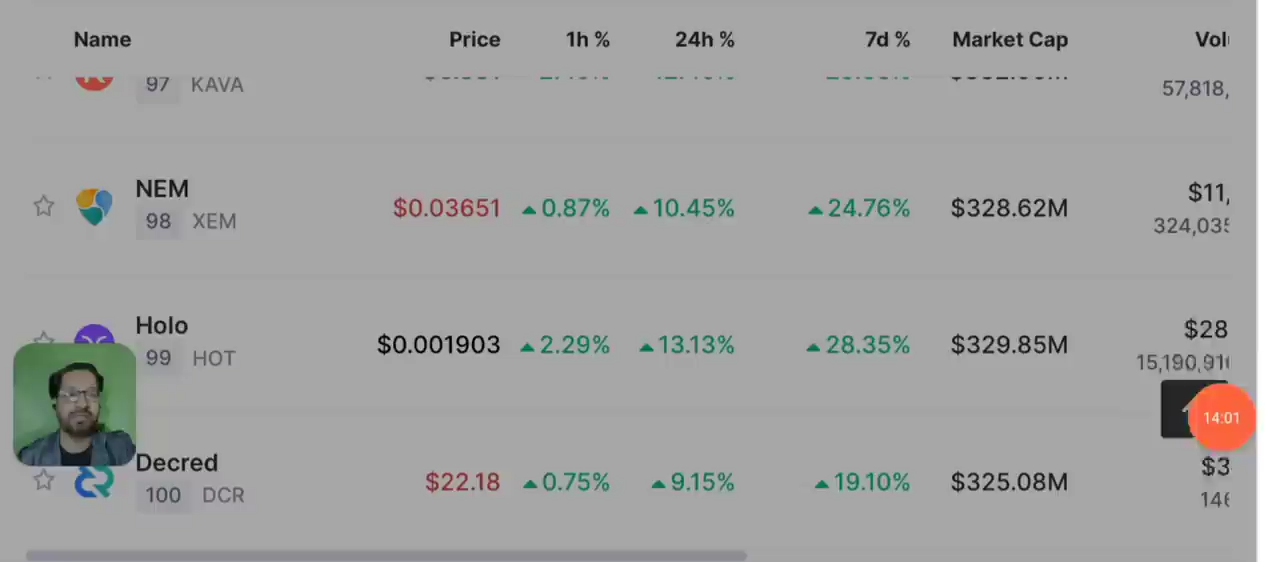 Name Price 1h % 24h % 7d % Market Cap
97 KAVA 57,818,
NEM
98 XEM $0.03651 0.87% 10.45% 24.76% $328.62M $11,
324,035
Holo
99 HOT $0.001903 2.29% 13.13% 28.35% $329.85M $28
15,190,91
14:01
Decred
100 DCR $22.18 0.75% 9.15% 19.10% $325.08M $3
146